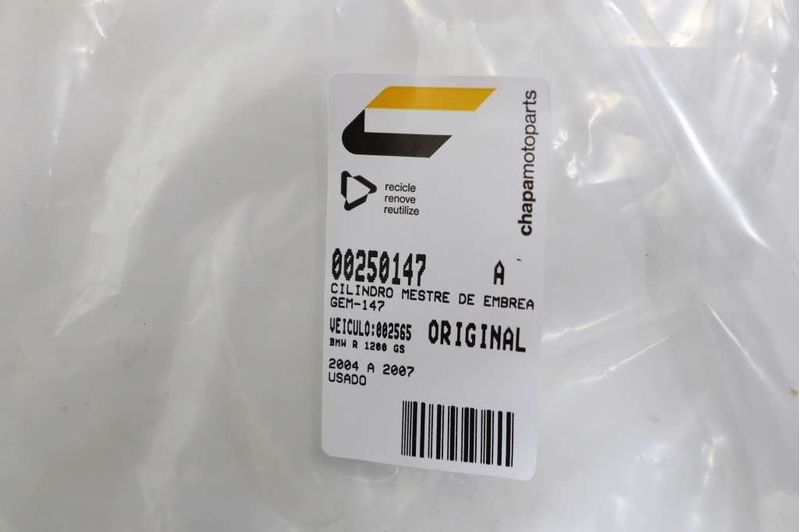 chapamotoparts
recicle
renove
reutilize
00250147 A
CILINDRO MESTRE DE EMBREA
GEM-147
VEICULO:002565 ORIGINAL
BMW R 1200 GS
2004 A 2007
USADO